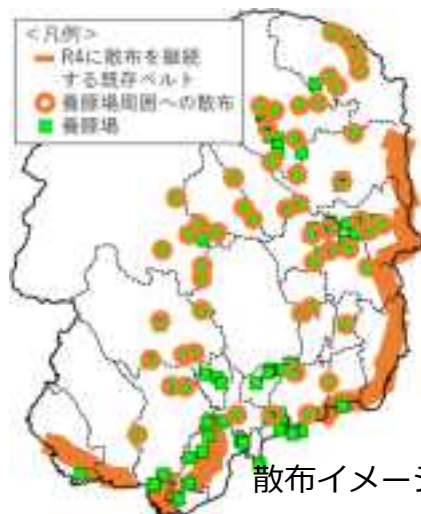 <凡例>
R4に散布を継続
する既存ベルト
養豚場周囲への散布
養豚場
散布イメージ